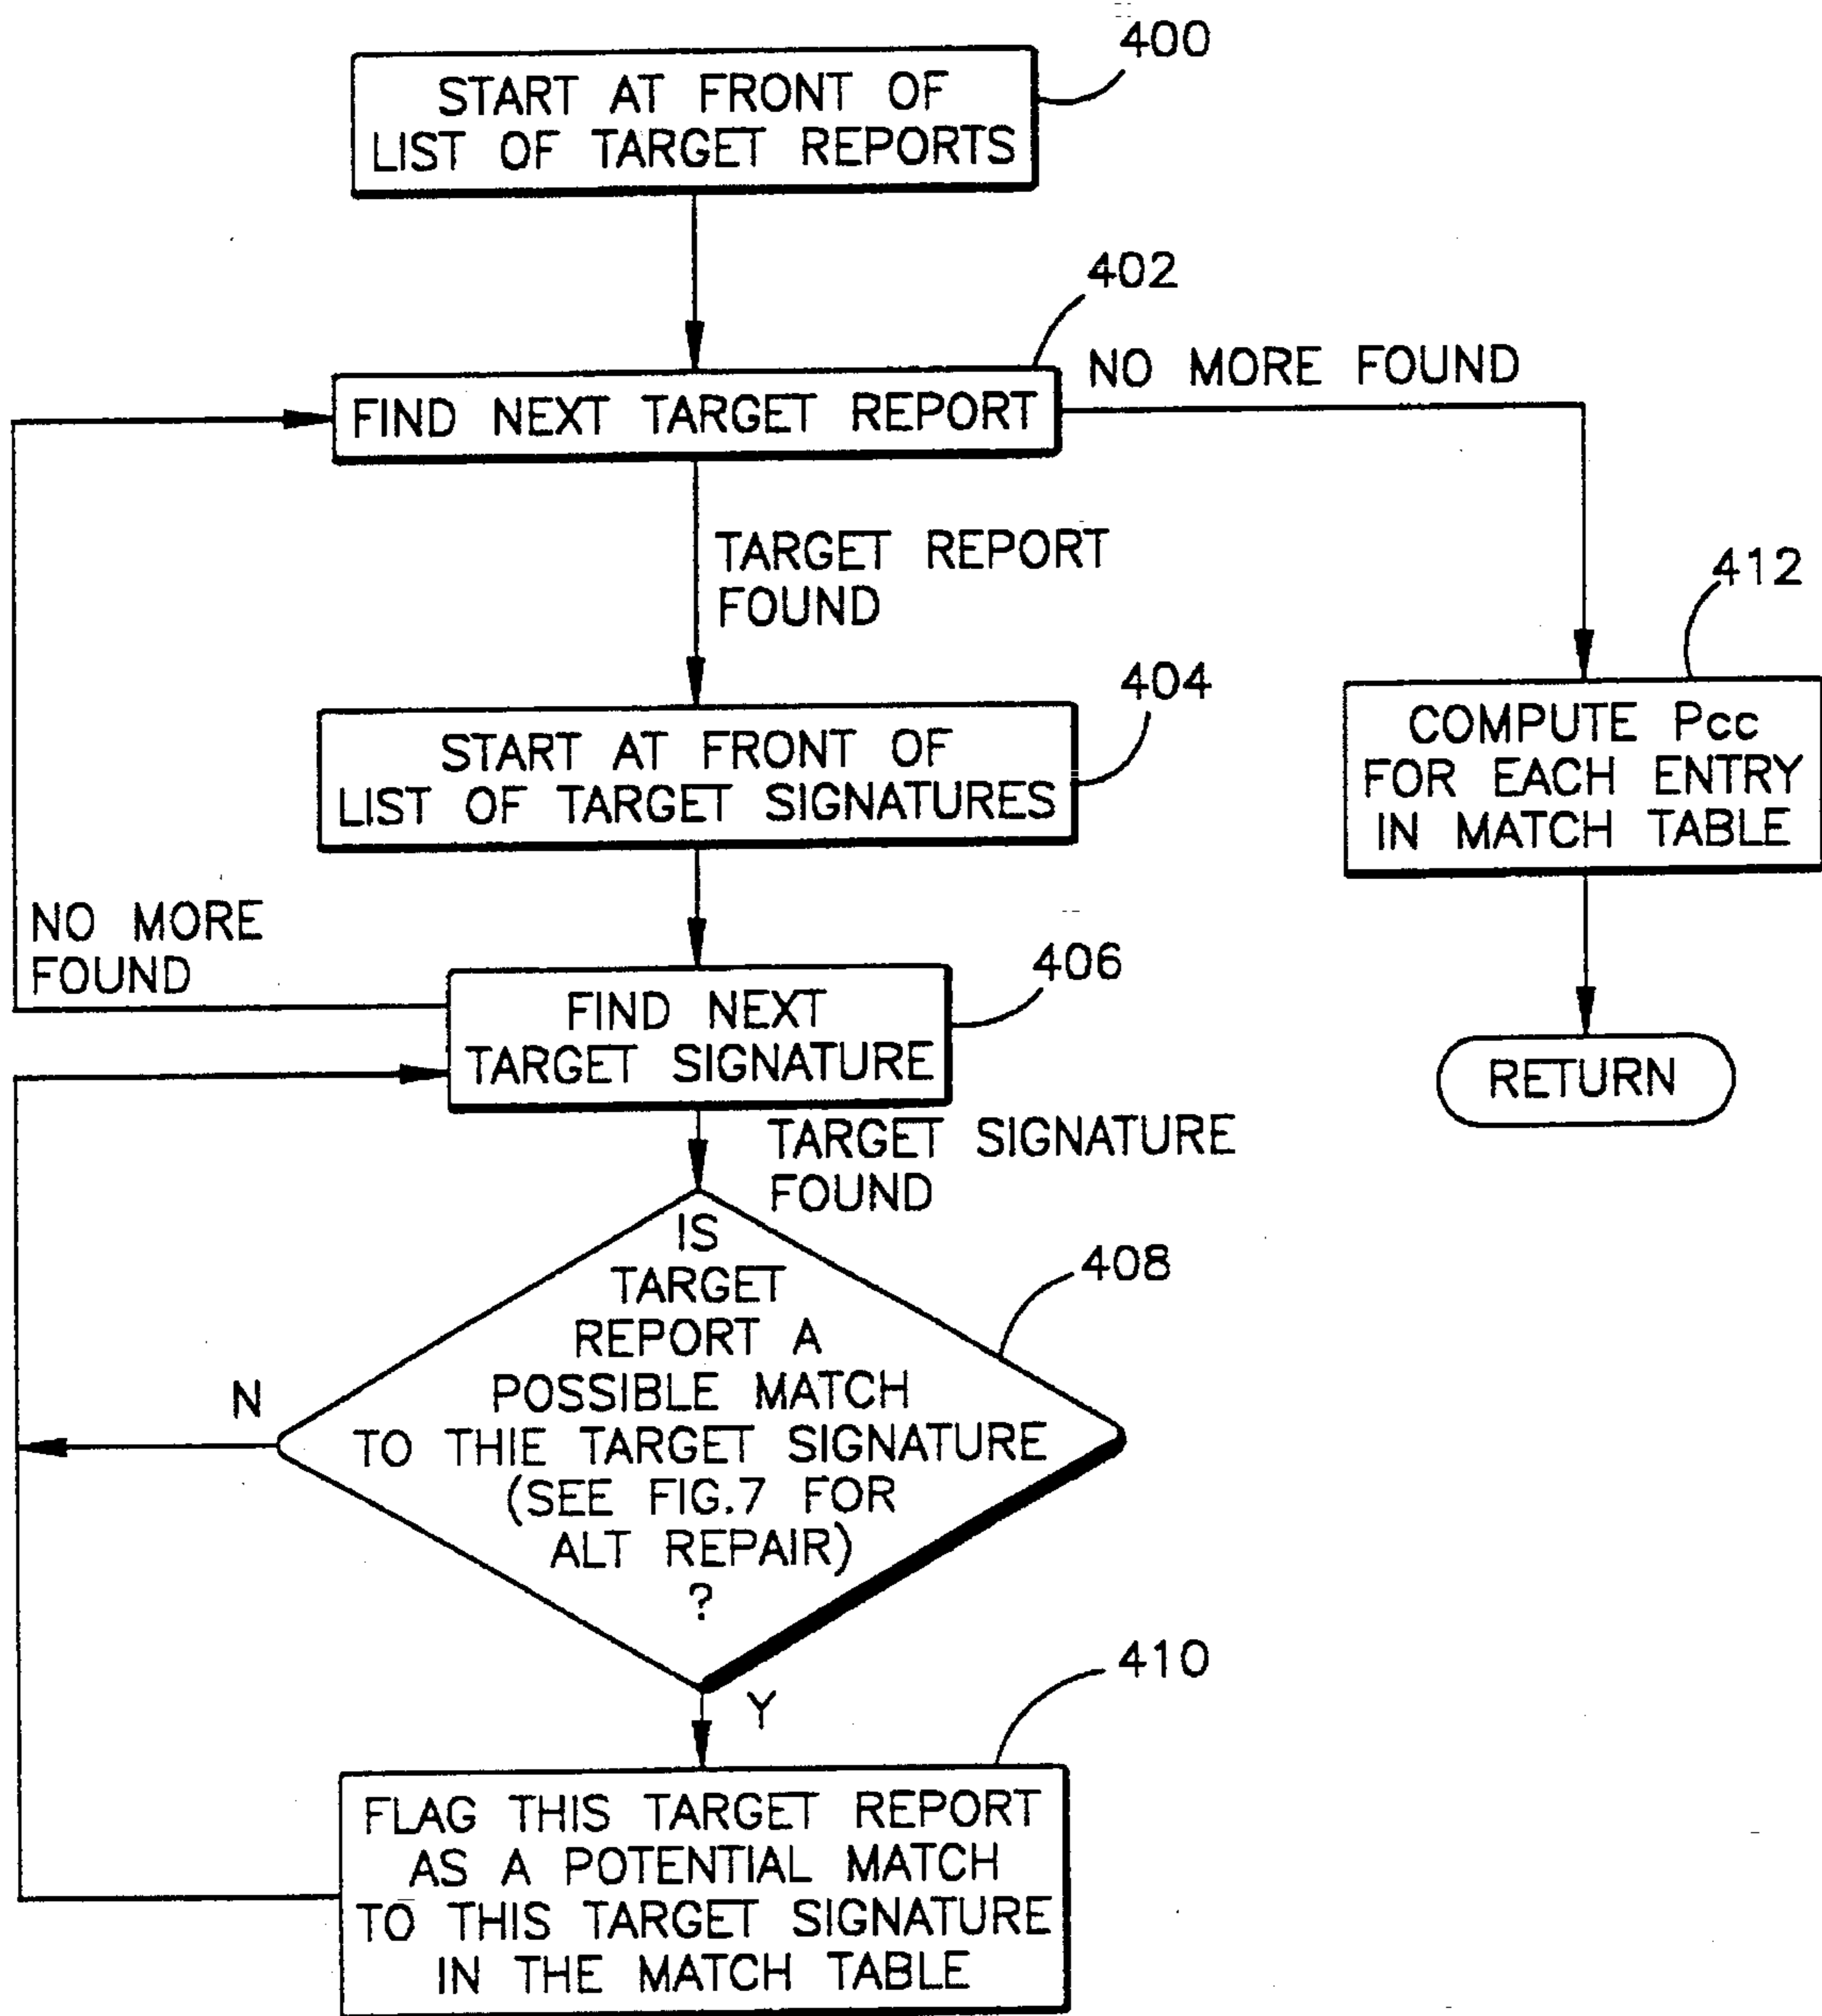 400
START AT FRONT OF
LIST OF TARGET REPORTS
402
FIND NEXT TARGET REPORT
NO MORE FOUND
TARGET REPORT
FOUND
404
START AT FRONT OF
LIST OF TARGET SIGNATURES
412
COMPUTE Pcc
FOR EACH ENTRY
IN MATCH TABLE
NO MORE
FOUND
406
FIND NEXT
TARGET SIGNATURE
RETURN
TARGET SIGNATURE
FOUND
408
IS
TARGET
REPORT A
POSSIBLE MATCH
TO THIE TARGET SIGNATURE
(SEE FIG.7 FOR
ALT REPAIR)
?
N
Y
410
FLAG THIS TARGET REPORT
AS A POTENTIAL MATCH
TO THIS TARGET SIGNATURE
IN THE MATCH TABLE